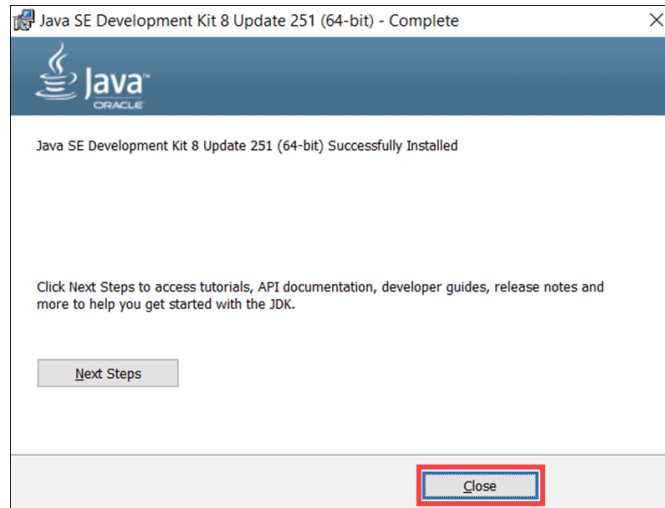 Java SE Development Kit 8 Update 251 (64-bit) - Complete
Java™
ORACLE
Java SE Development Kit 8 Update 251 (64-bit) Successfully Installed
Click Next Steps to access tutorials, API documentation, developer guides, release notes and
more to help you get started with the JDK.
Next Steps
Close